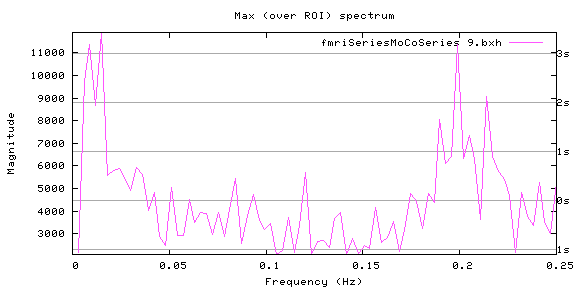 Max (over ROI) spectrum
fmriSeriesMoCoSeries 9.bxh
11000
10000
9000
8000
7000
6000
5000
4000
3000
3s
2s
1s
0s
1s
Magnitude
0
0.05
0.1
0.15
0.2
0.25
Frequency (Hz)